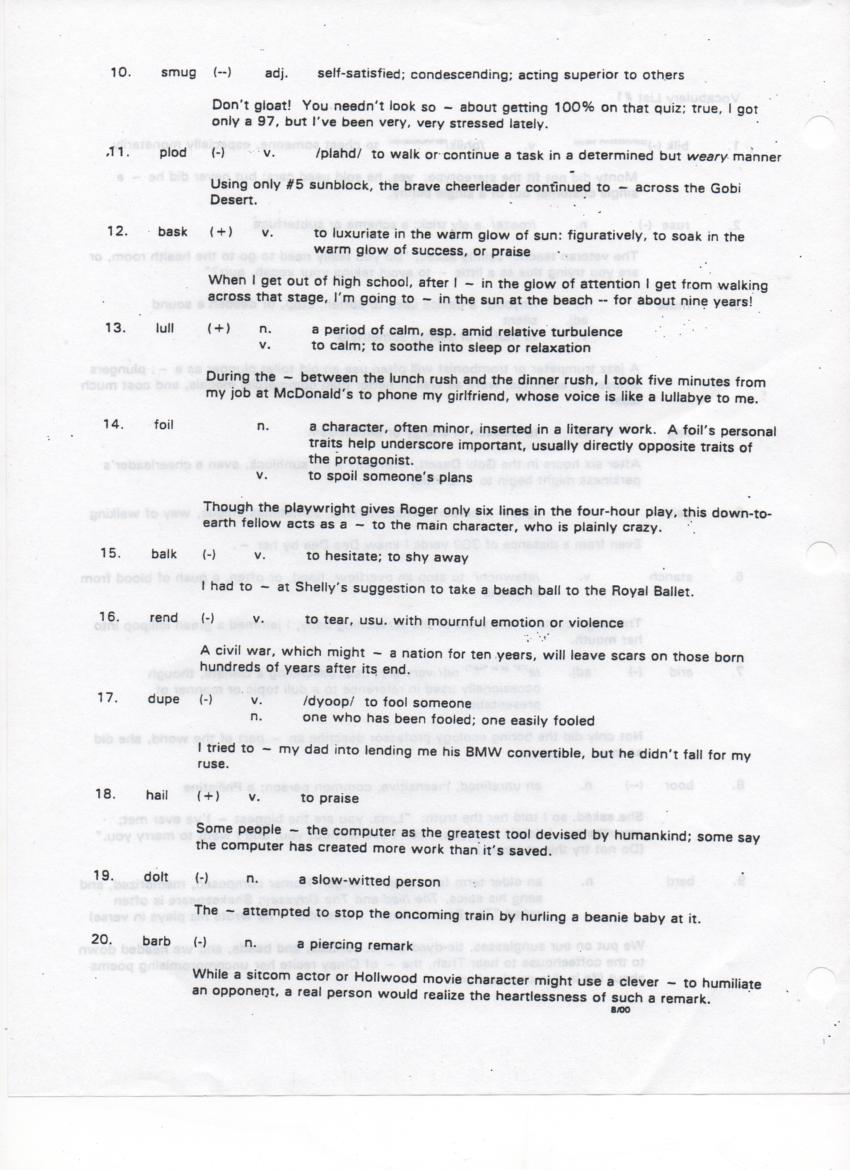 10. smug (--) adj. self-satisfied; condescending; acting superior to others
Don't gloat! You needn't look so ~ about getting 100% on that quiz; true, I got
only a 97, but I've been very, very stressed lately.
11. plod (-) v. /plahd/ to walk or continue a task in a determined but weary manner
Using only #5 sunblock, the brave cheerleader continued to ~ across the Gobi
Desert.
12. bask (+) v. to luxuriate in the warm glow of sun: figuratively, to soak in the
warm glow of success, or praise
When I get out of high school, after I ~ in the glow of attention I get from walking
across that stage, I'm going to ~ in the sun at the beach -- for about nine years!
13. lull (+) n. a period of calm, esp. amid relative turbulence
v. to calm; to soothe into sleep or relaxation
During the ~ between the lunch rush and the dinner rush, I took five minutes from
my job at McDonald's to phone my girlfriend, whose voice is like a lullabye to me.
14. foil n. a character, often minor, inserted in a literary work. A foil's personal
traits help underscore important, usually directly opposite traits of
the protagonist.
v. to spoil someone's plans
Though the playwright gives Roger only six lines in the four-hour play, this down-to-
earth fellow acts as a ~ to the main character, who is plainly crazy.
15. balk (-) v. to hesitate; to shy away
I had to ~ at Shelly's suggestion to take a beach ball to the Royal Ballet.
16. rend (-) v. to tear, usu. with mournful emotion or violence
A civil war, which might ~ a nation for ten years, will leave scars on those born
hundreds of years after its end.
17. dupe (-) v. /dyoop/ to fool someone
n. one who has been fooled; one easily fooled
I tried to ~ my dad into lending me his BMW convertible, but he didn't fall for my
ruse.
18. hail (+) v. to praise
Some people ~ the computer as the greatest tool devised by humankind; some say
the computer has created more work than it's saved.
19. dolt (-) n. a slow-witted person
The ~ attempted to stop the oncoming train by hurling a beanie baby at it.
20. barb (-) n. a piercing remark
While a sitcom actor or Hollwood movie character might use a clever ~ to humiliate
an opponent, a real person would realize the heartlessness of such a remark.
8/00